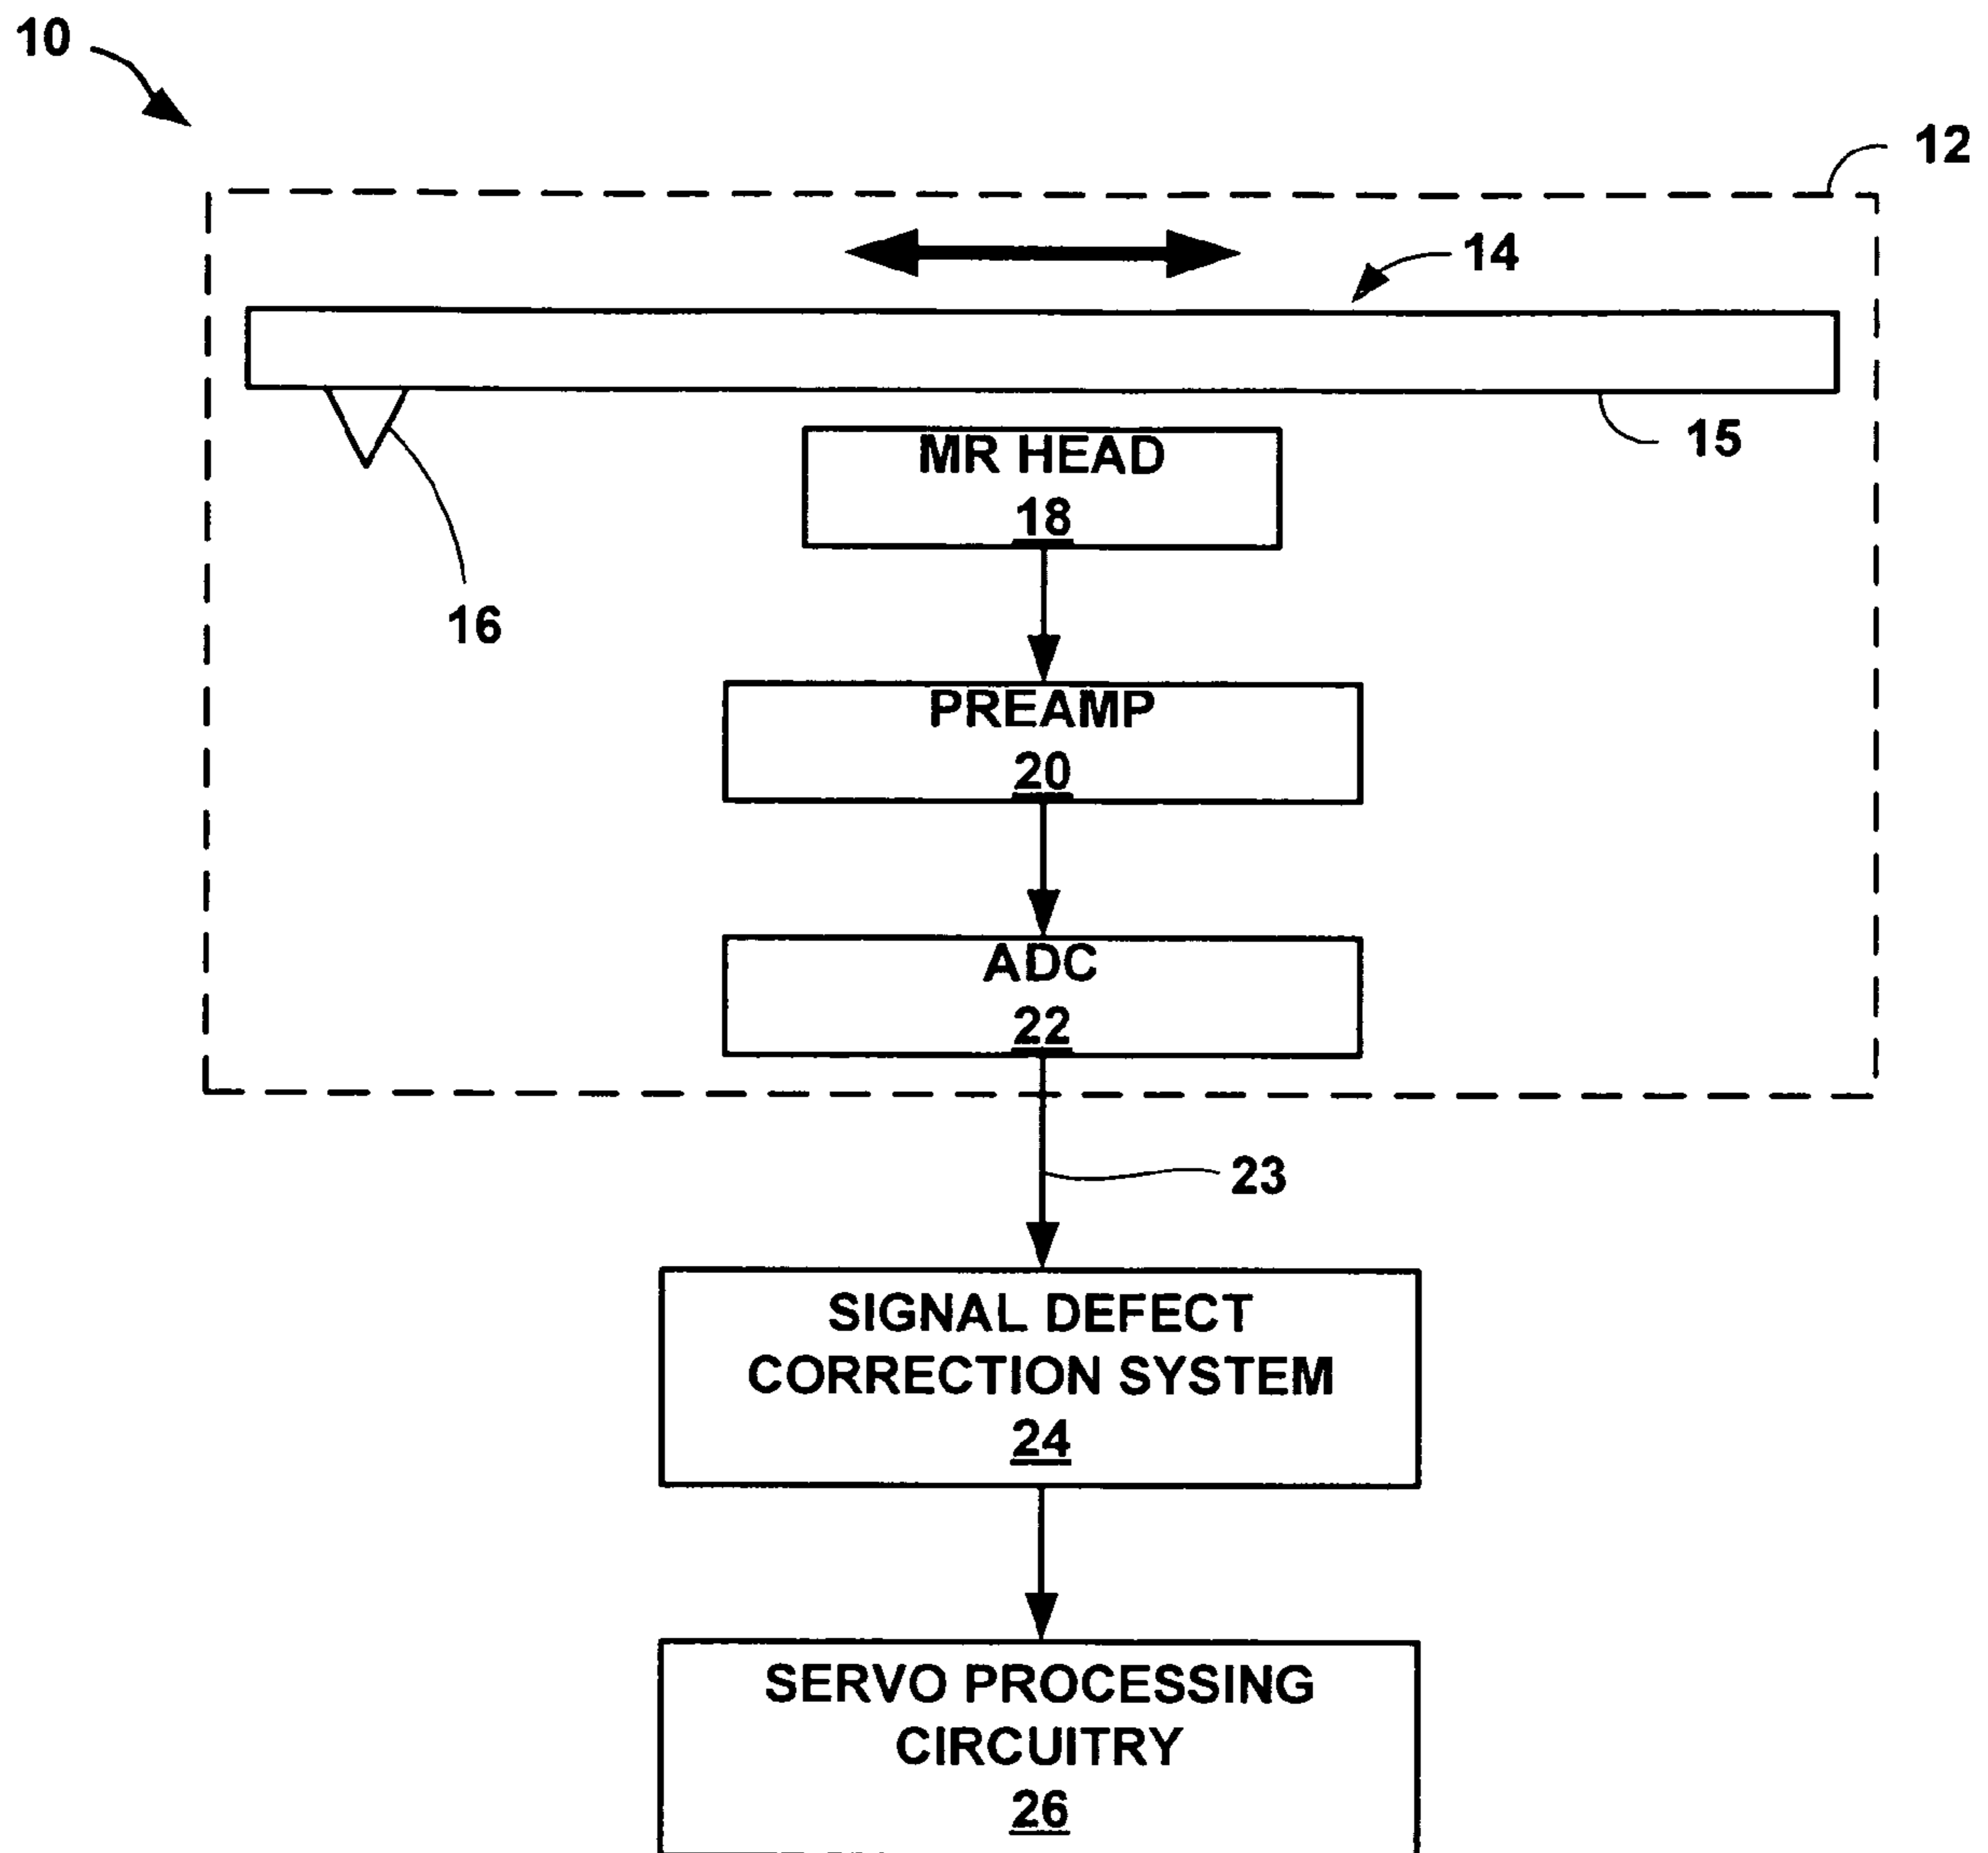 10
12
14
15
MR HEAD
18
16
PREAMP
20
ADC
22
23
SIGNAL DEFECT
CORRECTION SYSTEM
24
SERVO PROCESSING
CIRCUITRY
26